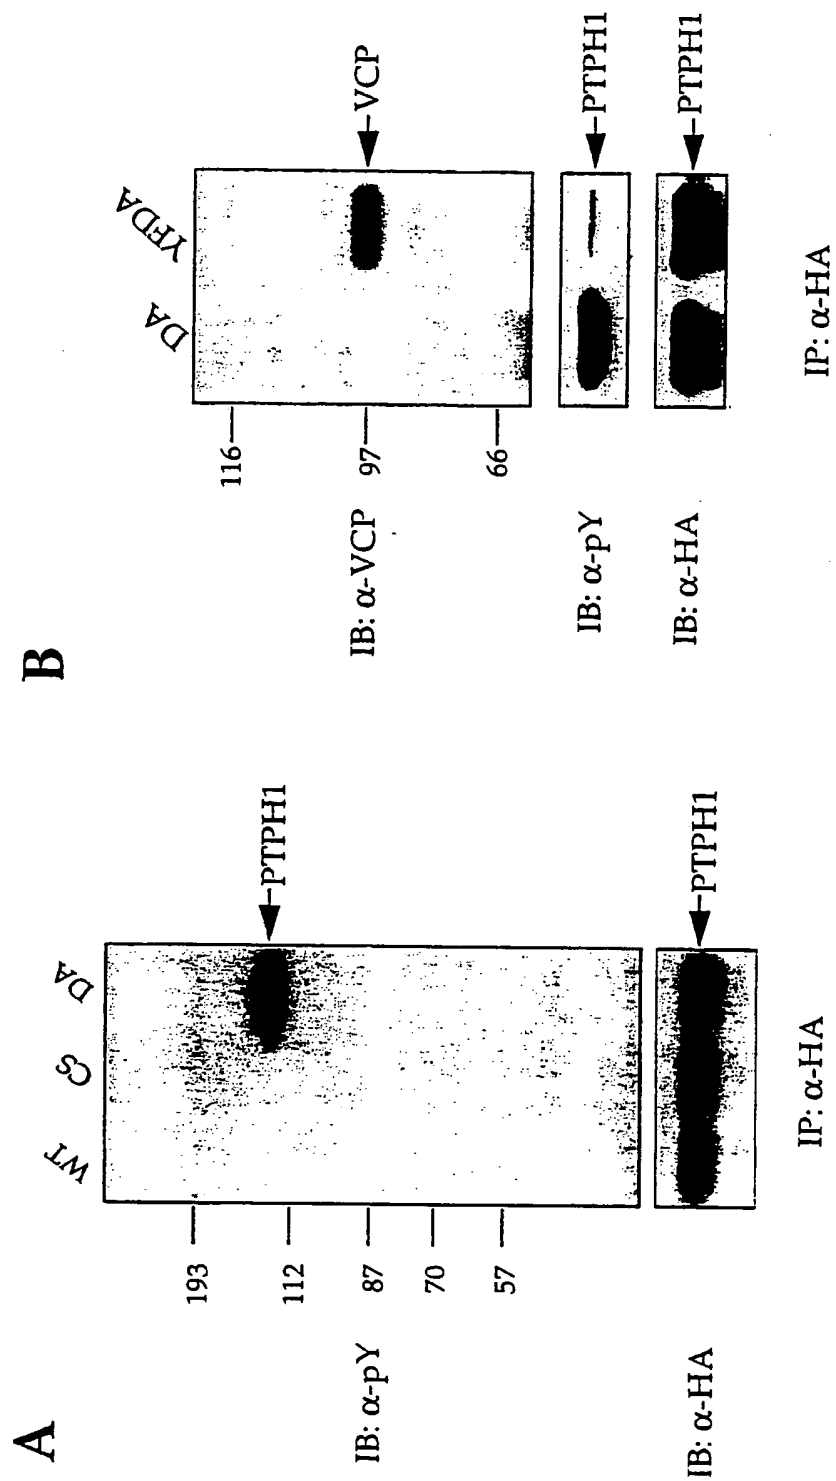 A
WT CS DA
193
112
87
70
57
IB: α-pY
PTPH1
IB: α-HA
PTPH1
IP: α-HA
B
DA YFDA
116
97
66
IB: α-VCP
VCP
IB: α-pY
PTPH1
IB: α-HA
PTPH1
IP: α-HA